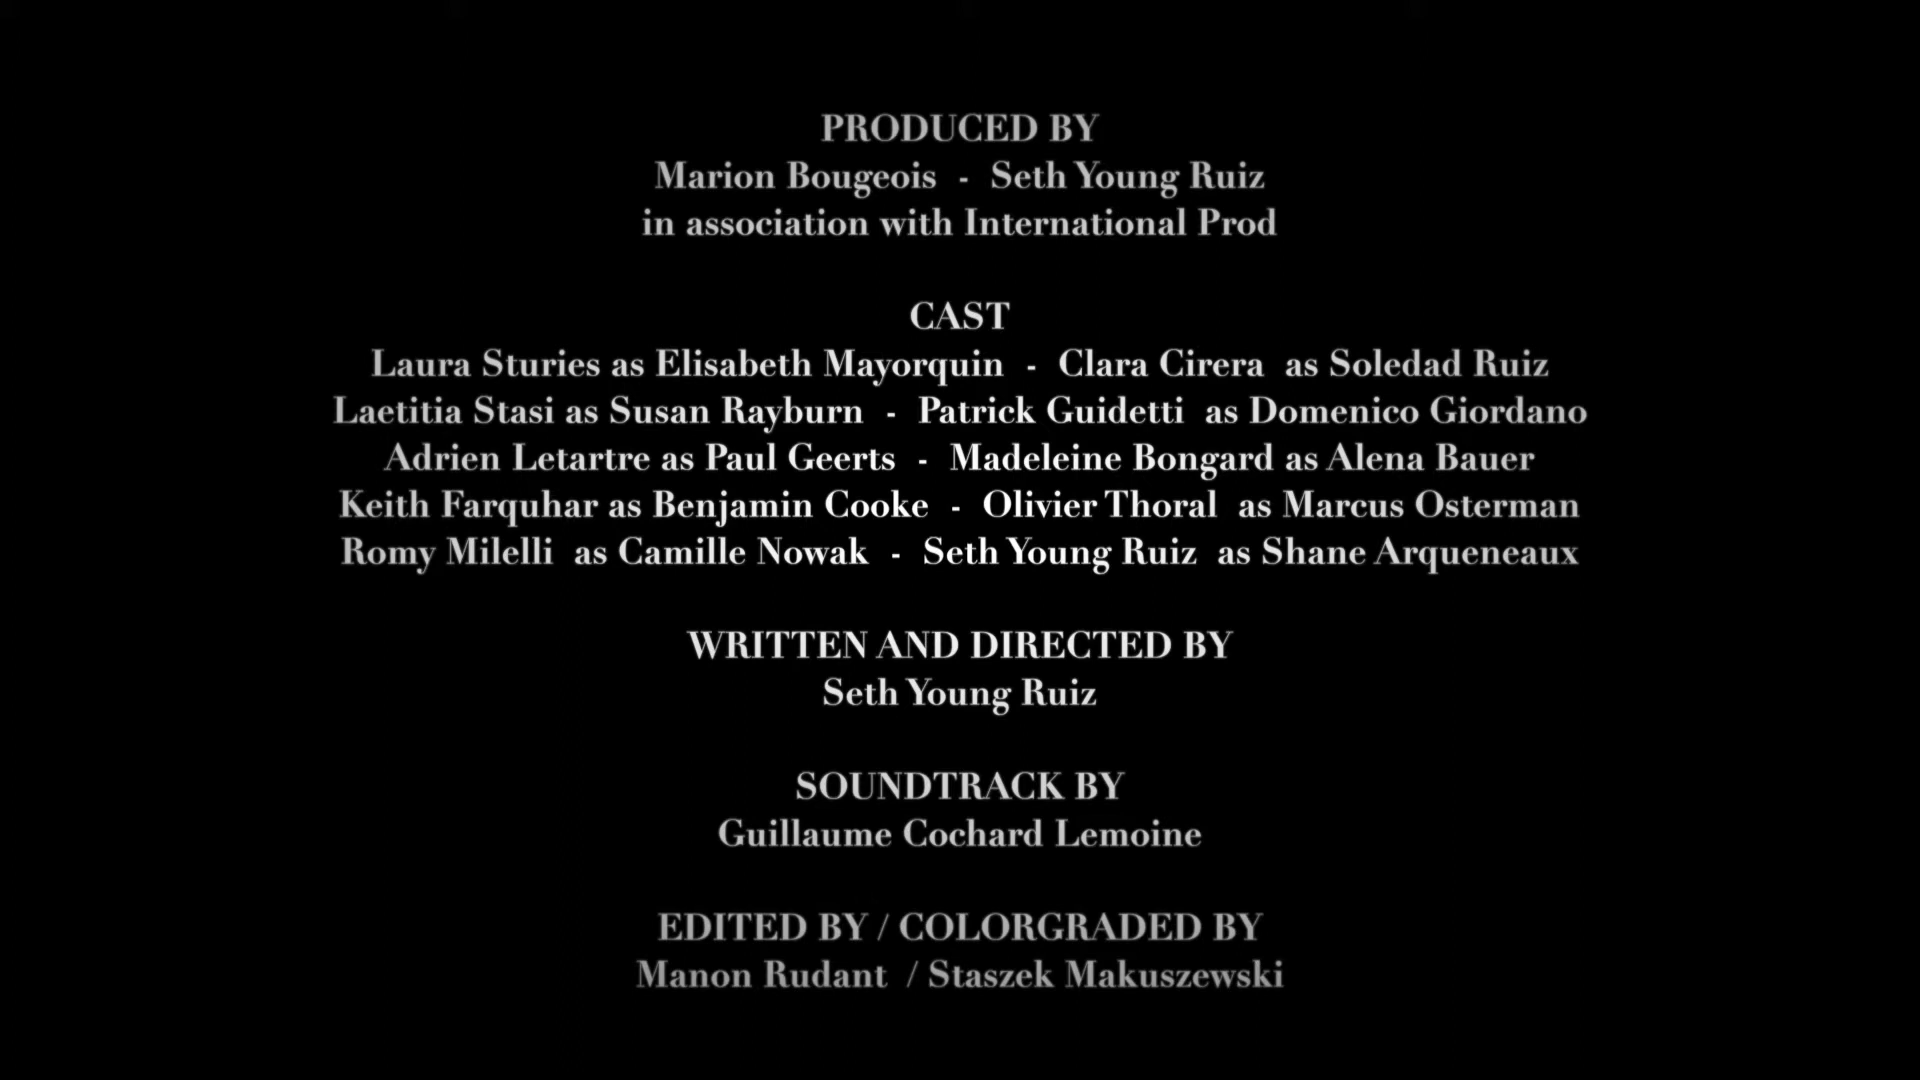 PRODUCED BY
Marion Bougeois - Seth Young Ruiz
in association with International Prod
CAST
Laura Sturies as Elisabeth Mayorquin - Clara Cirera as Soledad Ruiz
Laetitia Stasi as Susan Rayburn - Patrick Guidetti as Domenico Giordano
Adrien Letartre as Paul Geerts - Madeleine Bongard as Alena Bauer
Keith Farquhar as Benjamin Cooke - Olivier Thoral as Marcus Osterman
Romy Milelli as Camille Nowak - Seth Young Ruiz as Shane Arqueneaux
WRITTEN AND DIRECTED BY
Seth Young Ruiz
SOUNDTRACK BY
Guillaume Cochard Lemoine
EDITED BY / COLORGRADED BY
Manon Rudant / Staszek Makuszewski